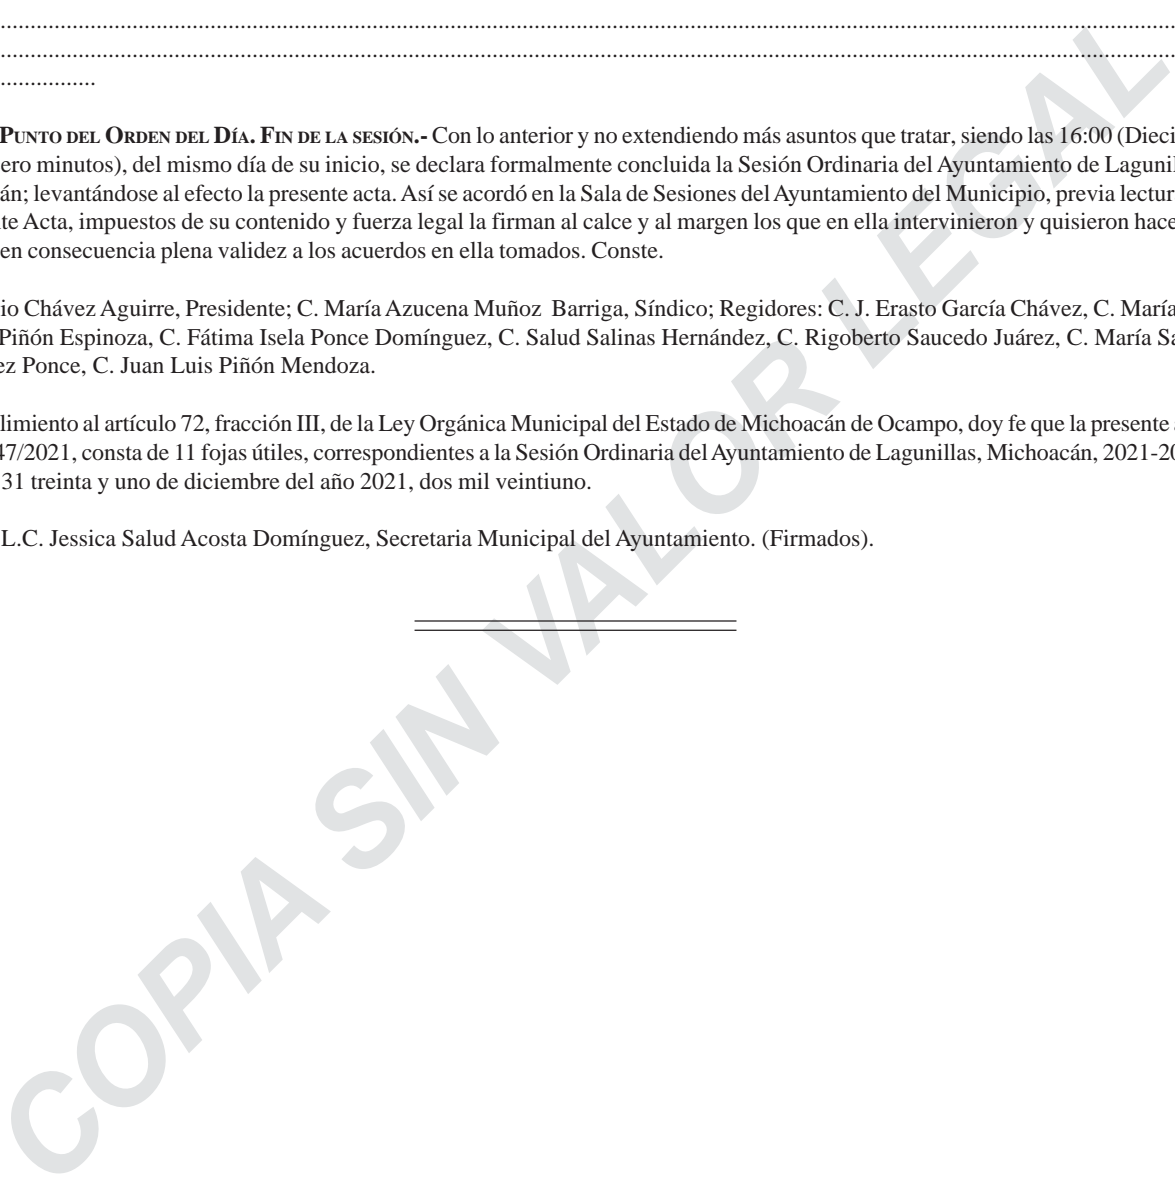 ................................................................................
................................................................................
................
PUNTO DEL ORDEN DEL DÍA. FIN DE LA SESIÓN.- Con lo anterior y no extendiendo más asuntos que tratar, siendo las 16:00 (Dieci
ero minutos), del mismo día de su inicio, se declara formalmente concluida la Sesión Ordinaria del Ayuntamiento de Lagunil
án; levantándose al efecto la presente acta. Así se acordó en la Sala de Sesiones del Ayuntamiento del Municipio, previa lectur
te Acta, impuestos de su contenido y fuerza legal la firman al calce y al margen los que en ella intervinieron y quisieron hace
en consecuencia plena validez a los acuerdos en ella tomados. Conste.
io Chávez Aguirre, Presidente; C. María Azucena Muñoz Barriga, Síndico; Regidores: C. J. Erasto García Chávez, C. María
Piñón Espinoza, C. Fátima Isela Ponce Domínguez, C. Salud Salinas Hernández, C. Rigoberto Saucedo Juárez, C. María Sa
ez Ponce, C. Juan Luis Piñón Mendoza.
limiento al artículo 72, fracción III, de la Ley Orgánica Municipal del Estado de Michoacán de Ocampo, doy fe que la presente
47/2021, consta de 11 fojas útiles, correspondientes a la Sesión Ordinaria del Ayuntamiento de Lagunillas, Michoacán, 2021-20
31 treinta y uno de diciembre del año 2021, dos mil veintiuno.
L.C. Jessica Salud Acosta Domínguez, Secretaria Municipal del Ayuntamiento. (Firmados).
COPIA SIN VALOR LEGAL